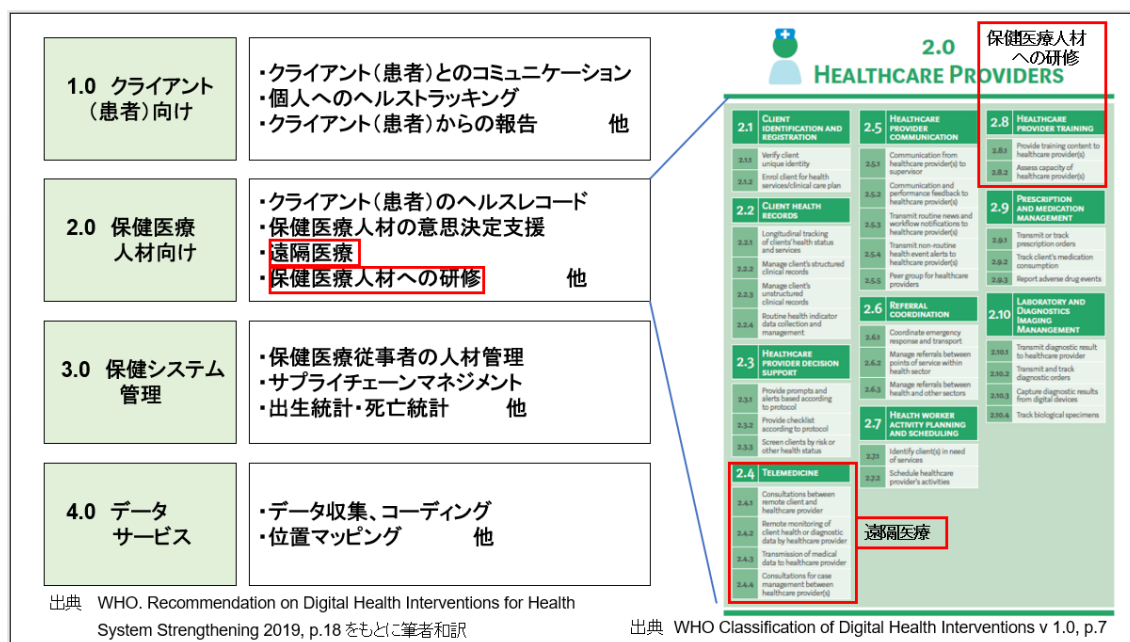 1.0 クライアント
(患者)向け
・クライアント(患者)とのコミュニケーション
・個人へのヘルストラッキング
・クライアント(患者)からの報告 他
2.0 保健医療
人材向け
・クライアント(患者)のヘルスレコード
・保健医療人材の意思決定支援
・遠隔医療
・保健医療人材への研修 他
3.0 保健システム
管理
・保健医療従事者の人材管理
・サプライチェーンマネジメント
・出生統計・死亡統計 他
4.0 データ
サービス
・データ収集、コーディング
・位置マッピング 他
出典 WHO. Recommendation on Digital Health Interventions for Health
System Strengthening 2019, p.18 をもとに筆者和訳
2.0
HEALTHCARE PROVIDERS
保健医療人材
への研修
2.1 CLIENT
IDENTIFICATION AND
REGISTRATION
2.1.1 Verify client
unique identity
2.1.2 Enrol client for health
services/clinical care plan
2.2 CLIENT HEALTH
RECORDS
2.2.1 Longitudinal tracking
of clients' health status
and services
2.2.2 Manage client's structured
clinical records
2.2.3 Manage client's
unstructured
clinical records
2.2.4 Routine health indicator
data collection and
management
2.3 HEALTHCARE
PROVIDER DECISION
SUPPORT
2.3.1 Provide prompts and
alerts based according
to protocol
2.3.2 Provide checklist
according to protocol
2.3.3 Screen clients by risk or
other health status
2.4 TELEMEDICINE
2.4.1 Consultations between
remote client and
healthcare provider
2.4.2 Remote monitoring of
client health or diagnostic
data by healthcare provider
2.4.3 Transmission of medical
data to healthcare provider
2.4.4 Consultations for case
management between
healthcare provider(s)
2.5 HEALTHCARE
PROVIDER
COMMUNICATION
2.5.1 Communication from
healthcare provider(s) to
supervisor
2.5.2 Communication and
performance feedback to
healthcare provider(s)
2.5.3 Transmit routine news and
workflow notifications to
healthcare provider(s)
2.5.4 Transmit non-routine
health event alerts to
healthcare provider(s)
2.5.5 Peer group for healthcare
providers
2.6 REFERRAL
COORDINATION
2.6.1 Coordinate emergency
response and transport
2.6.2 Manage referrals between
points of service within
health sector
2.6.3 Manage referrals between
health and other sectors
2.7 HEALTH WORKER
ACTIVITY PLANNING
AND SCHEDULING
2.7.1 Identify client(s) in need
of services
2.7.2 Schedule healthcare
provider's activities
2.8 HEALTHCARE
PROVIDER TRAINING
2.8.1 Provide training content to
healthcare provider(s)
2.8.2 Assess capacity of
healthcare provider(s)
2.9 PRESCRIPTION
AND MEDICATION
MANAGEMENT
2.9.1 Transmit or track
prescription orders
2.9.2 Track client's medication
consumption
2.9.3 Report adverse drug events
2.10 LABORATORY AND
DIAGNOSTICS
IMAGING
MANANGEMENT
2.10.1 Transmit diagnostic result
to healthcare provider
2.10.2 Transmit and track
diagnostic orders
2.10.3 Capture diagnostic results
from digital devices
2.10.4 Track biological specimens
遠隔医療
出典 WHO Classification of Digital Health Interventions v 1.0, p.7